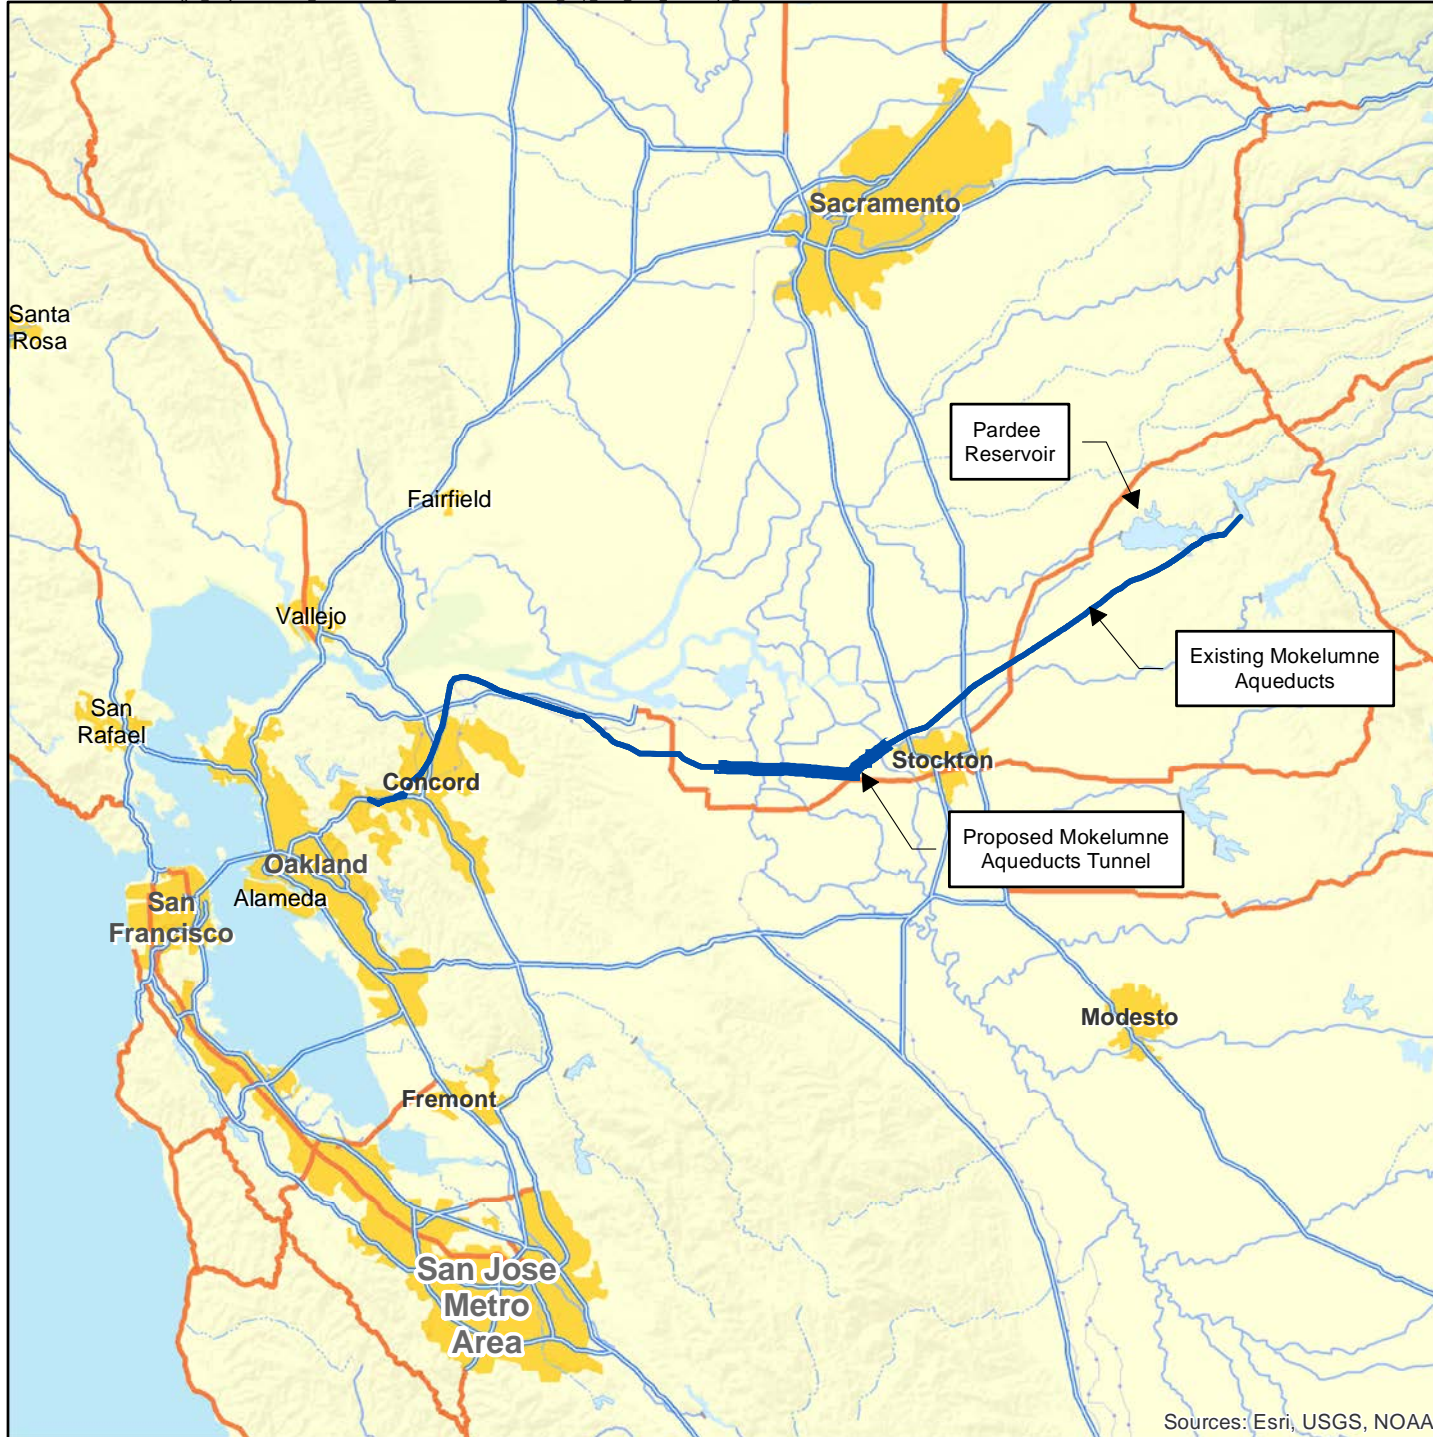 Sacramento
Santa
Rosa
Pardee
Reservoir
Fairfield
Vallejo
Existing Mokelumne
Aqueducts
San
Rafael
Stockton
Concord
Proposed Mokelumne
Aqueducts Tunnel
Oakland
Alameda
San
Francisco
Modesto
Fremont
San Jose
Metro
Area
Sources: Esri, USGS, NOAA